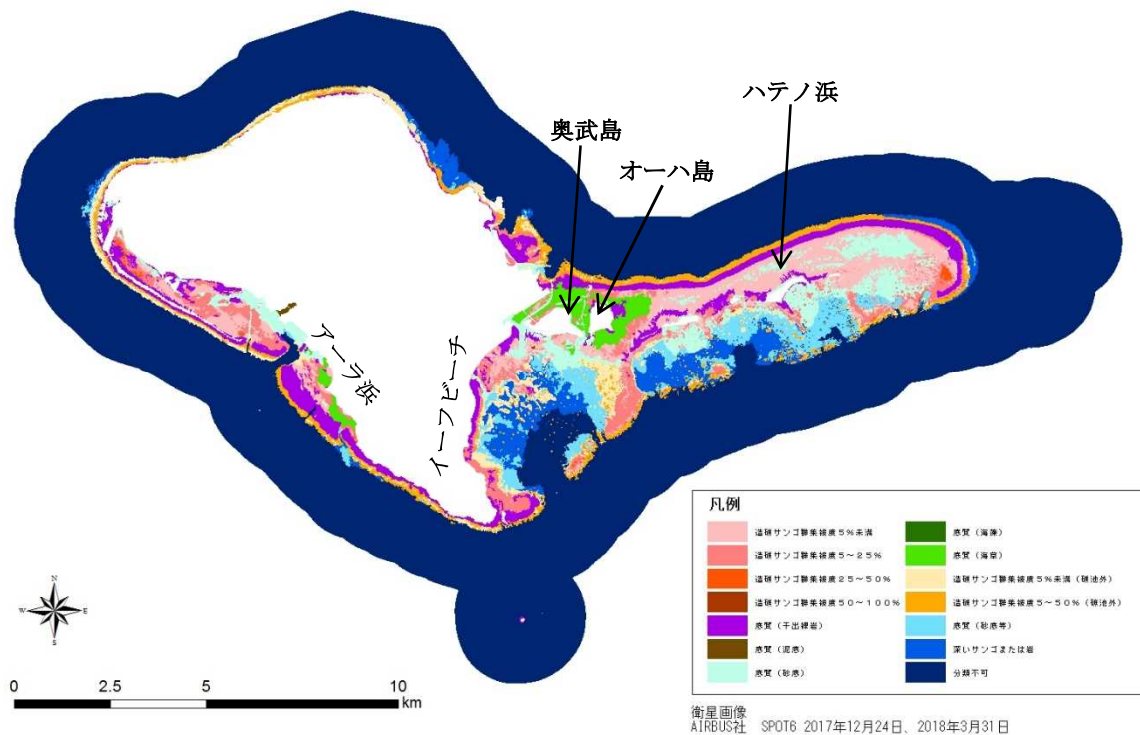 ハテノ浜
奥武島
オーハ島
アーラ浜
イーフビーチ
N
W
E
S
0 2.5 5 10
km
凡例
造礁サンゴ群集被度5%未満
造礁サンゴ群集被度5~25%
造礁サンゴ群集被度25~50%
造礁サンゴ群集被度50~100%
底質(干出裸岩)
底質(泥底)
底質(砂底)
底質(海藻)
底質(海草)
造礁サンゴ群集被度5%未満(礁池外)
造礁サンゴ群集被度5~50%(礁池外)
底質(砂底等)
深いサンゴまたは岩
分類不可
衛星画像
AIRBUS社 SPOT6 2017年12月24日、2018年3月31日